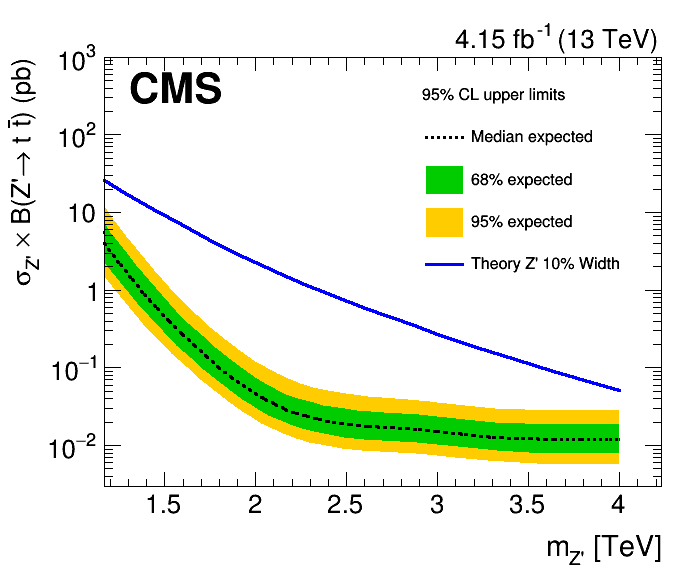 4.15 fb⁻¹ (13 TeV)
CMS
95% CL upper limits
Median expected
68% expected
95% expected
Theory Z' 10% Width
σ_Z' × B(Z' → t t̄) (pb)
10³
10²
10
1
10⁻¹
10⁻²
1.5 2 2.5 3 3.5 4
m_Z' [TeV]